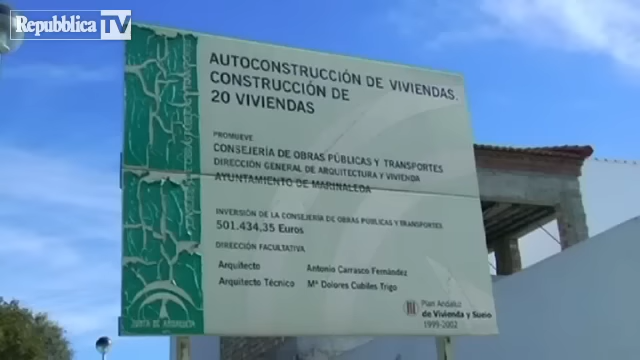 Repubblica TV
AUTOCONSTRUCCIÓN DE VIVIENDAS.
CONSTRUCCIÓN DE
20 VIVIENDAS
PROMUEVE
CONSEJERÍA DE OBRAS PÚBLICAS Y TRANSPORTES
DIRECCIÓN GENERAL DE ARQUITECTURA Y VIVIENDA
AYUNTAMIENTO DE MARINALEDA
INVERSIÓN DE LA CONSEJERÍA DE OBRAS PÚBLICAS Y TRANSPORTES
501.434,35 Euros
DIRECCIÓN FACULTATIVA
Arquitecto Antonio Carrasco Fernández
Arquitecto Técnico Mª Dolores Cubiles Trigo
JUNTA DE ANDALUCIA
Plan Andaluz
de Vivienda y Suelo
1999-2002